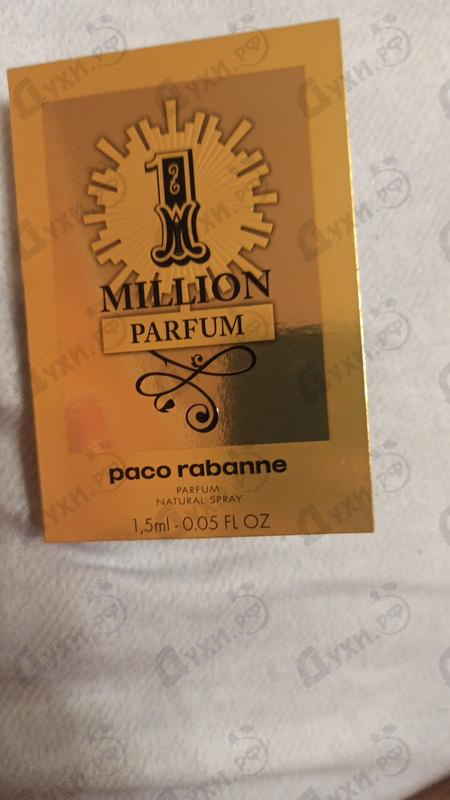 1
MILLION
PARFUM
paco rabanne
PARFUM
NATURAL SPRAY
1,5ml - 0.05 FL OZ
Духи.РФ